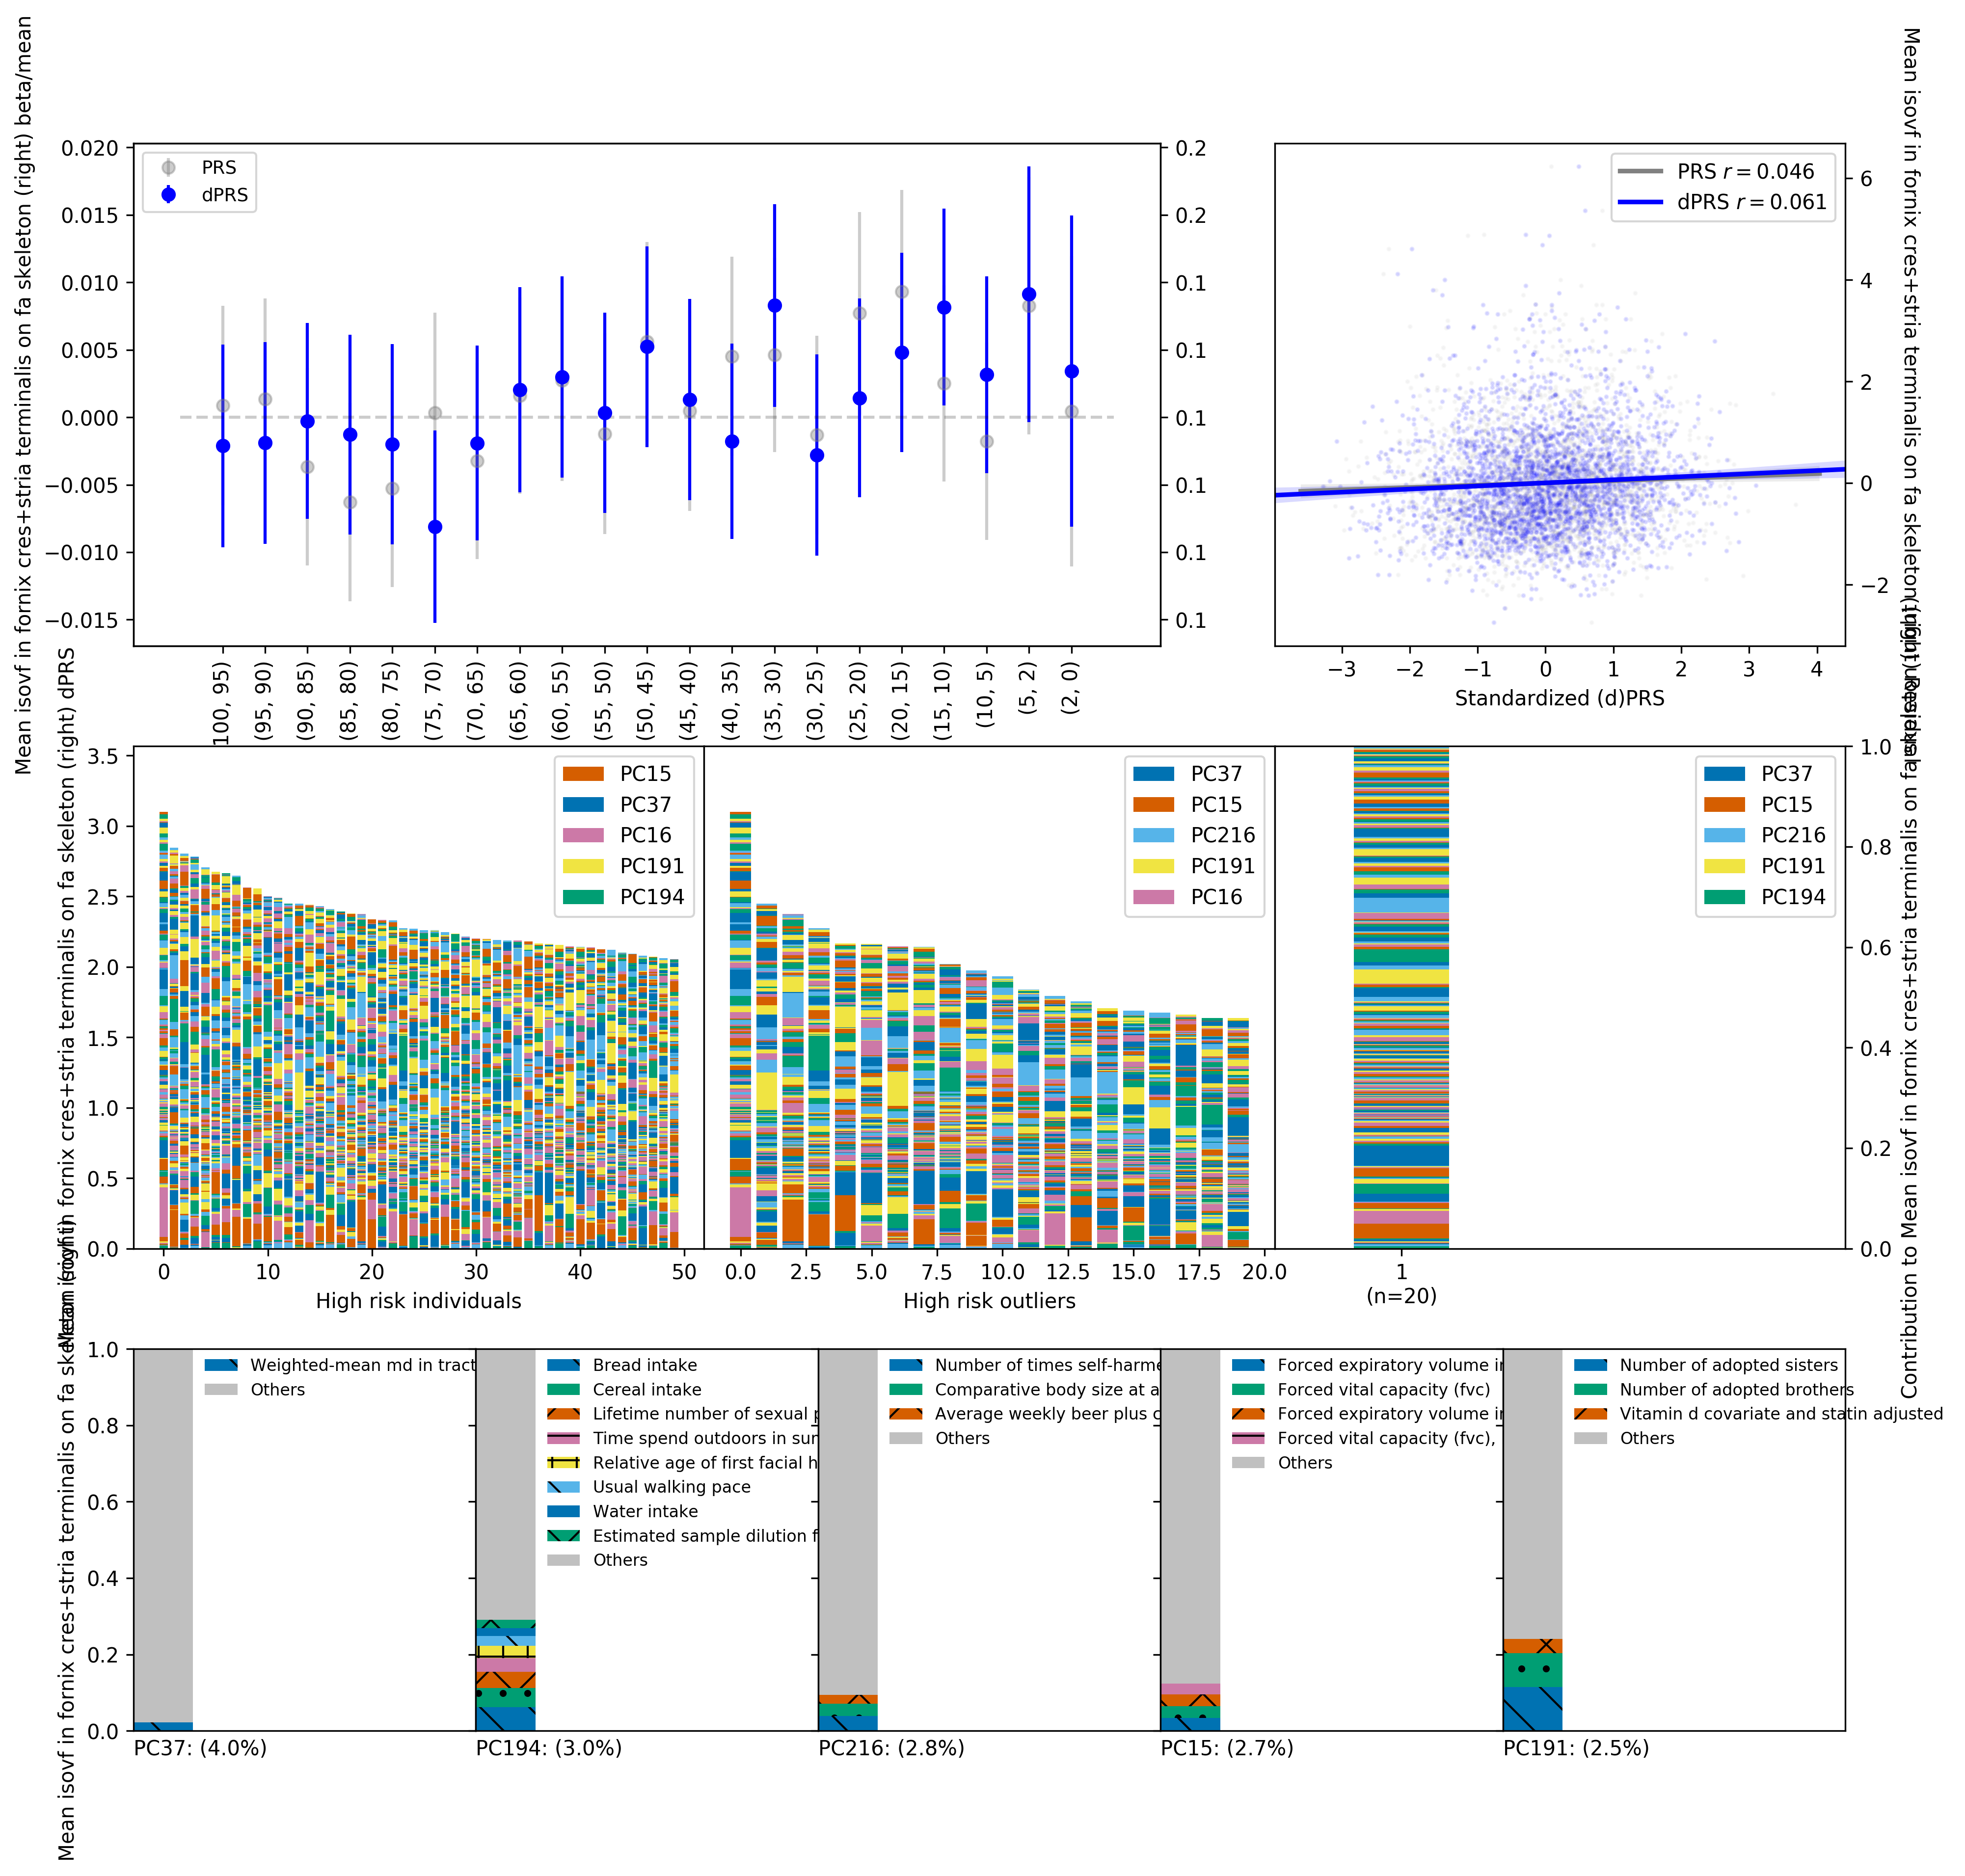 Mean isovf in fornix cres+stria terminalis on fa skeleton (right) beta/mean
0.020
0.015
0.010
0.005
0.000
−0.005
−0.010
−0.015
PRS
dPRS
0.2
0.2
0.1
0.1
0.1
0.1
0.1
0.1
100, 95)
(95, 90)
(90, 85)
(85, 80)
(80, 75)
(75, 70)
(70, 65)
(65, 60)
(60, 55)
(55, 50)
(50, 45)
(45, 40)
(40, 35)
(35, 30)
(30, 25)
(25, 20)
(20, 15)
(15, 10)
(10, 5)
(5, 2)
(2, 0)
PRS r = 0.046
dPRS r = 0.061
6
4
2
0
−2
−3
−2
−1
0
1
2
3
4
Standardized (d)PRS
Mean isovf in fornix cres+stria terminalis on fa skeleton (right)
Mean isovf in fornix cres+stria terminalis on fa skeleton (right) dPRS
3.5
3.0
2.5
2.0
1.5
1.0
0.5
0.0
PC15
PC37
PC16
PC191
PC194
0
10
20
30
40
50
High risk individuals
PC37
PC15
PC216
PC191
PC16
0.0
2.5
5.0
7.5
10.0
12.5
15.0
17.5
20.0
High risk outliers
PC37
PC15
PC216
PC191
PC194
1
(n=20)
1.0
0.8
0.6
0.4
0.2
0.0
Contribution to Mean isovf in fornix cres+stria terminalis on fa
Mean isovf in fornix cres+stria terminalis on fa skeleton (right)
1.0
0.8
0.6
0.4
0.2
0.0
Weighted-mean md in tract
Others
PC37: (4.0%)
Bread intake
Cereal intake
Lifetime number of sexual p
Time spend outdoors in sum
Relative age of first facial h
Usual walking pace
Water intake
Estimated sample dilution f
Others
PC194: (3.0%)
Number of times self-harme
Comparative body size at a
Average weekly beer plus c
Others
PC216: (2.8%)
Forced expiratory volume in
Forced vital capacity (fvc)
Forced expiratory volume in
Forced vital capacity (fvc),
Others
PC15: (2.7%)
Number of adopted sisters
Number of adopted brothers
Vitamin d covariate and statin adjusted
Others
PC191: (2.5%)